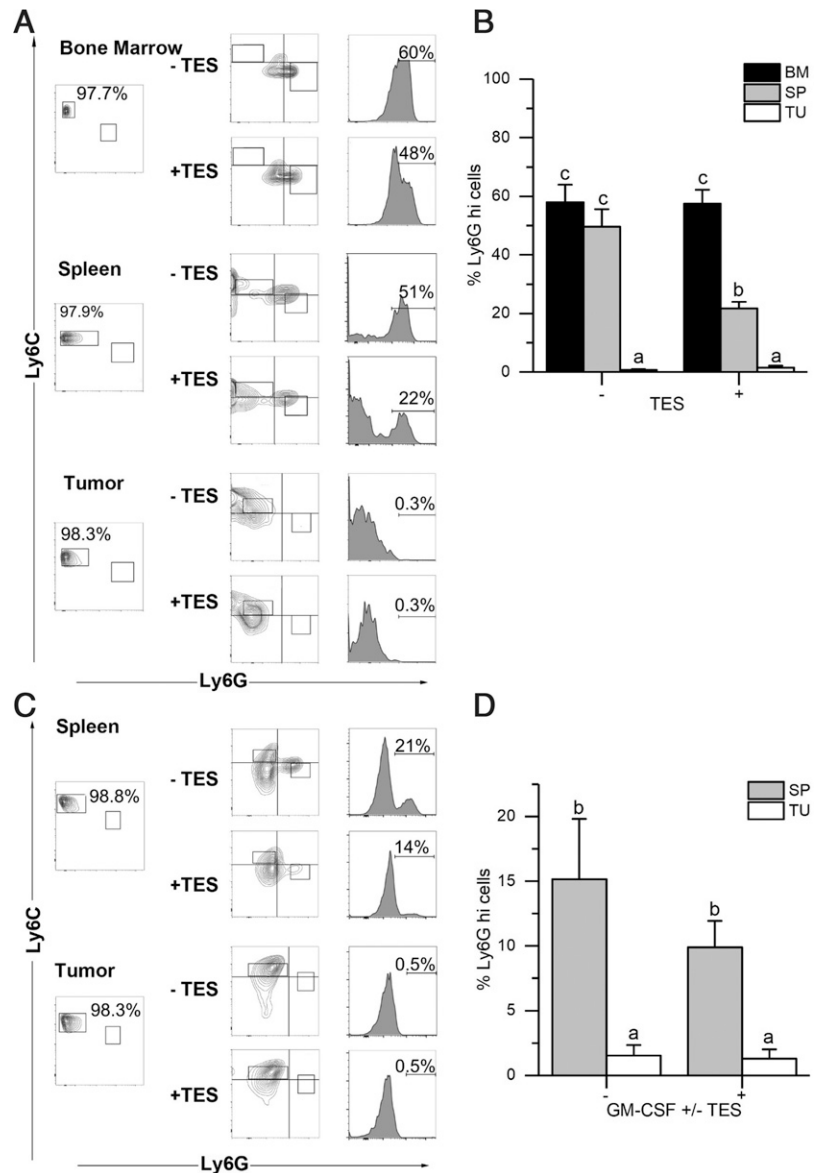 A
Bone Marrow
97.7%
- TES
60%
+TES
48%
Spleen
97.9%
- TES
51%
+TES
22%
Tumor
98.3%
- TES
0.3%
+TES
0.3%
Ly6C
Ly6G
B
BM
SP
TU
% Ly6G hi cells
100
80
60
40
20
0
c c a
c b a
- +
TES
C
Spleen
98.8%
- TES
21%
+TES
14%
Tumor
98.3%
- TES
0.5%
+TES
0.5%
Ly6C
Ly6G
D
SP
TU
% Ly6G hi cells
20
15
10
5
0
b a
b a
- +
GM-CSF +/- TES